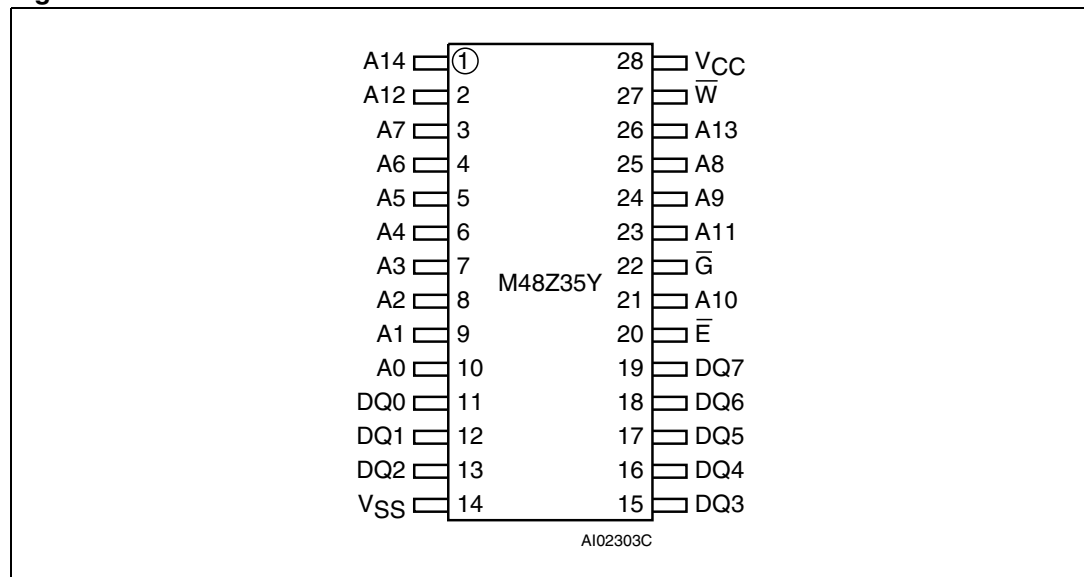 A14 1 28 VCC
A12 2 27 W̅
A7 3 26 A13
A6 4 25 A8
A5 5 24 A9
A4 6 23 A11
A3 7 22 G̅
M48Z35Y
A2 8 21 A10
A1 9 20 E̅
A0 10 19 DQ7
DQ0 11 18 DQ6
DQ1 12 17 DQ5
DQ2 13 16 DQ4
VSS 14 15 DQ3
AI02303C